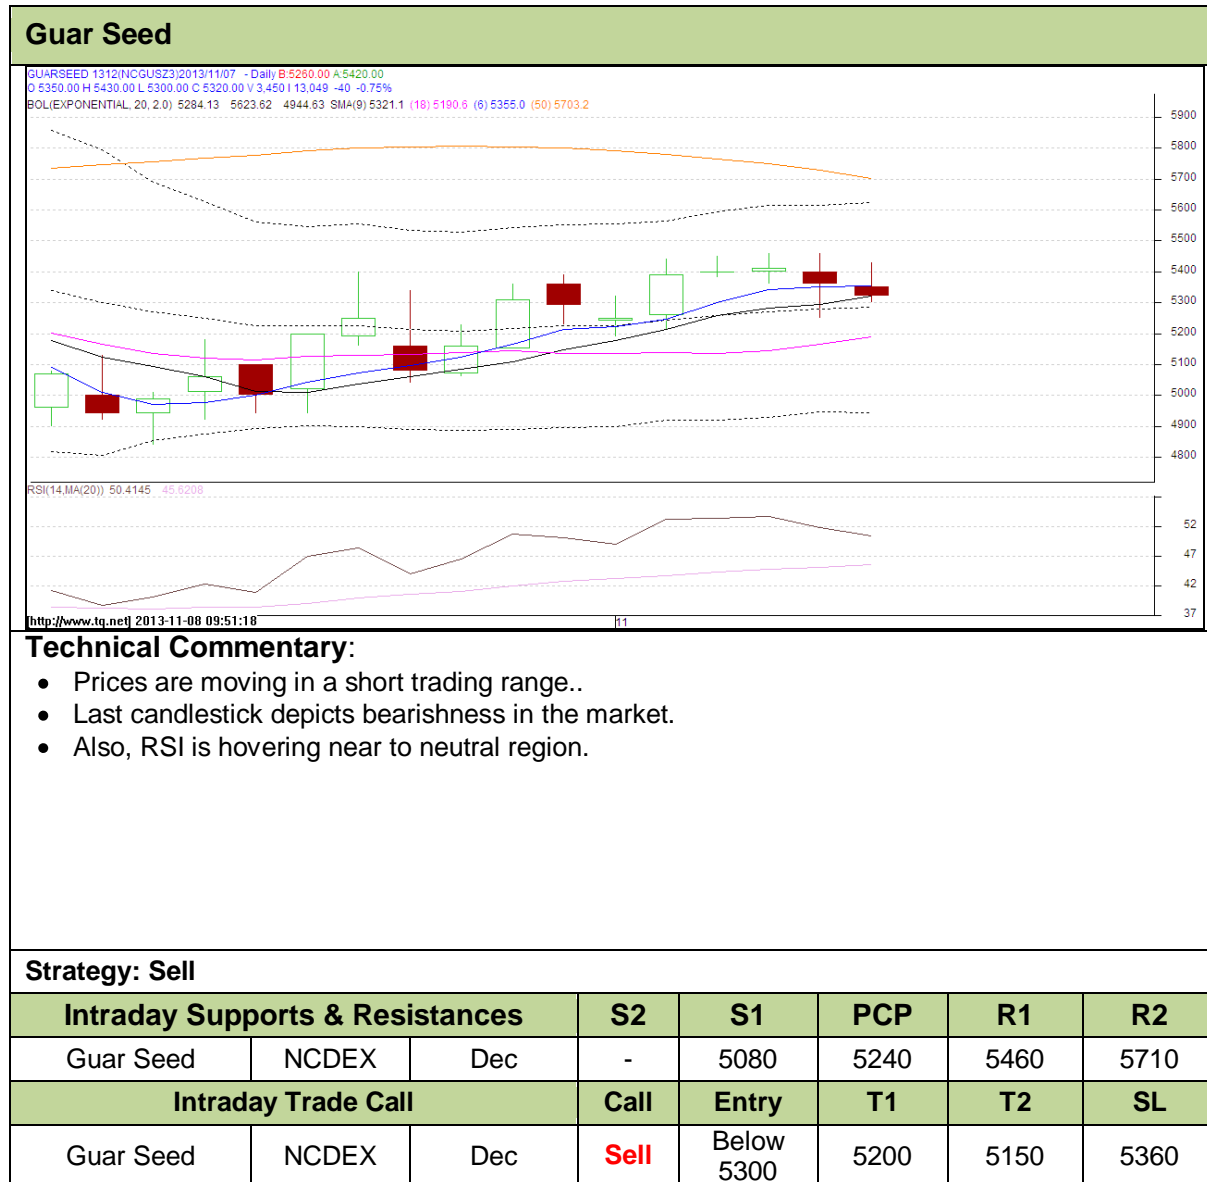 Guar Seed
GUARSEED 1312(NCGUSZ3)2013/11/07 - Daily B:5260.00 A:5420.00
O 5350.00 H 5430.00 L 5300.00 C 5320.00 V 3,450 I 13,049 -40 -0.75%
BOL(EXPONENTIAL, 20, 2.0) 5284.13 5623.62 4944.63 SMA(9) 5321.1 (18) 5190.6 (6) 5355.0 (50) 5703.2
5900
5800
5700
5600
5500
5400
5300
5200
5100
5000
4900
4800
RSI(14,MA(20)) 50.4145 45.6208
52
47
42
37
[http://www.tq.net] 2013-11-08 09:51:18
11
Technical Commentary:
• Prices are moving in a short trading range..
• Last candlestick depicts bearishness in the market.
• Also, RSI is hovering near to neutral region.
Strategy: Sell
Intraday Supports & Resistances S2 S1 PCP R1 R2
Guar Seed NCDEX Dec - 5080 5240 5460 5710
Intraday Trade Call Call Entry T1 T2 SL
Guar Seed NCDEX Dec Sell Below 5300 5200 5150 5360